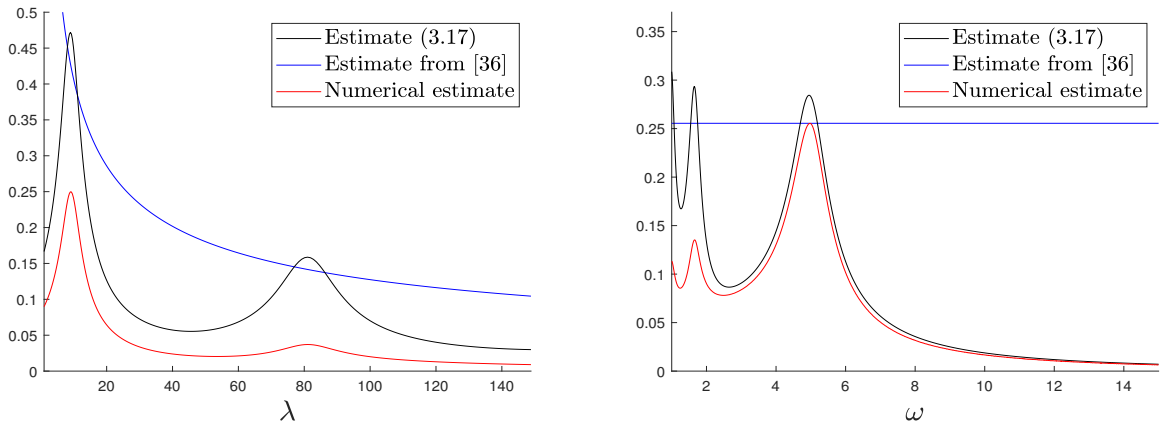 0.5
0.45
0.4
0.35
0.3
0.25
0.2
0.15
0.1
0.05
0
20 40 60 80 100 120 140
λ
Estimate (3.17)
Estimate from [36]
Numerical estimate
0.35
0.3
0.25
0.2
0.15
0.1
0.05
0
2 4 6 8 10 12 14
ω
Estimate (3.17)
Estimate from [36]
Numerical estimate